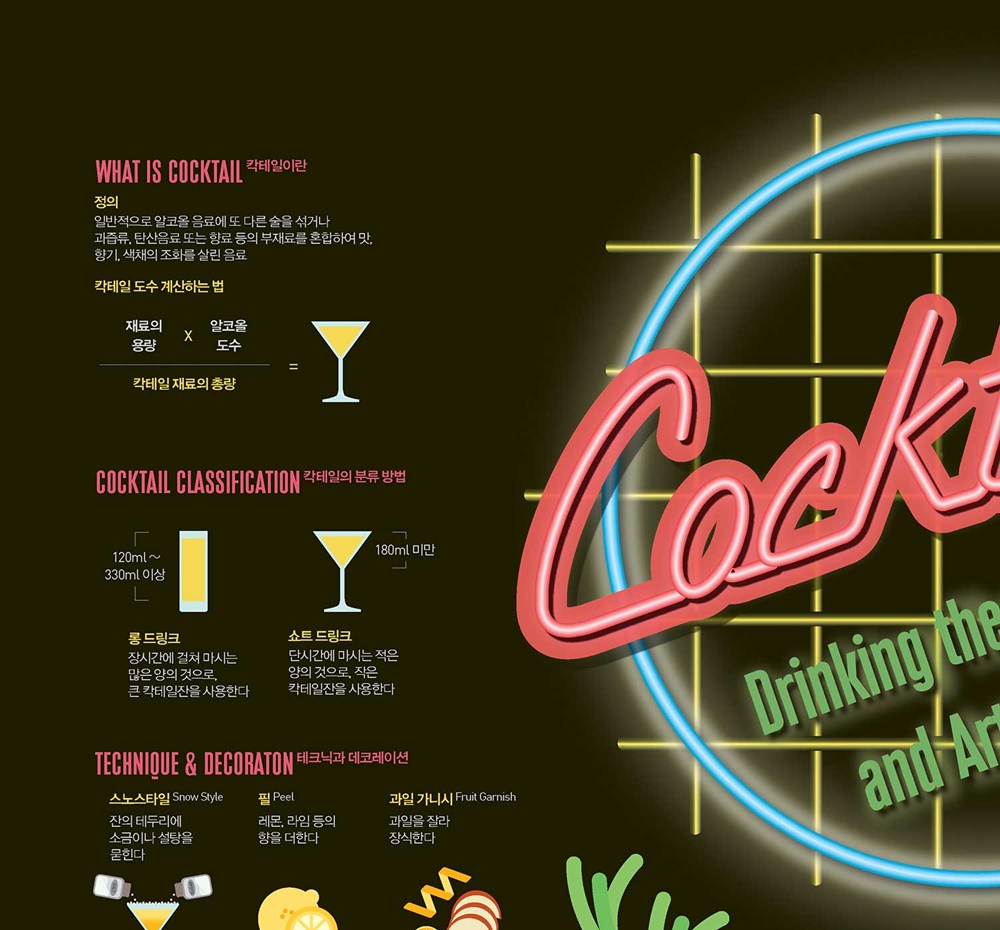 WHAT IS COCKTAIL 칵테일이란
정의
일반적으로 알코올 음료에 또 다른 술을 섞거나
과즙류, 탄산음료 또는 향료 등의 부재료를 혼합하여 맛,
향기, 색채의 조화를 살린 음료
칵테일 도수 계산하는 법
재료의 용량 X 알코올 도수
칵테일 재료의 총량
=
COCKTAIL CLASSIFICATION 칵테일의 분류 방법
120ml ~
330ml 이상
180ml 미만
롱 드링크
장시간에 걸쳐 마시는
많은 양의 것으로,
큰 칵테일잔을 사용한다
쇼트 드링크
단시간에 마시는 적은
양의 것으로, 작은
칵테일잔을 사용한다
TECHNIQUE & DECORATON 테크닉과 데코레이션
스노스타일 Snow Style
잔의 테두리에
소금이나 설탕을
묻힌다
필 Peel
레몬, 라임 등의
향을 더한다
과일 가니시 Fruit Garnish
과일을 잘라
장식한다
Cockt
Drinking the
and Art